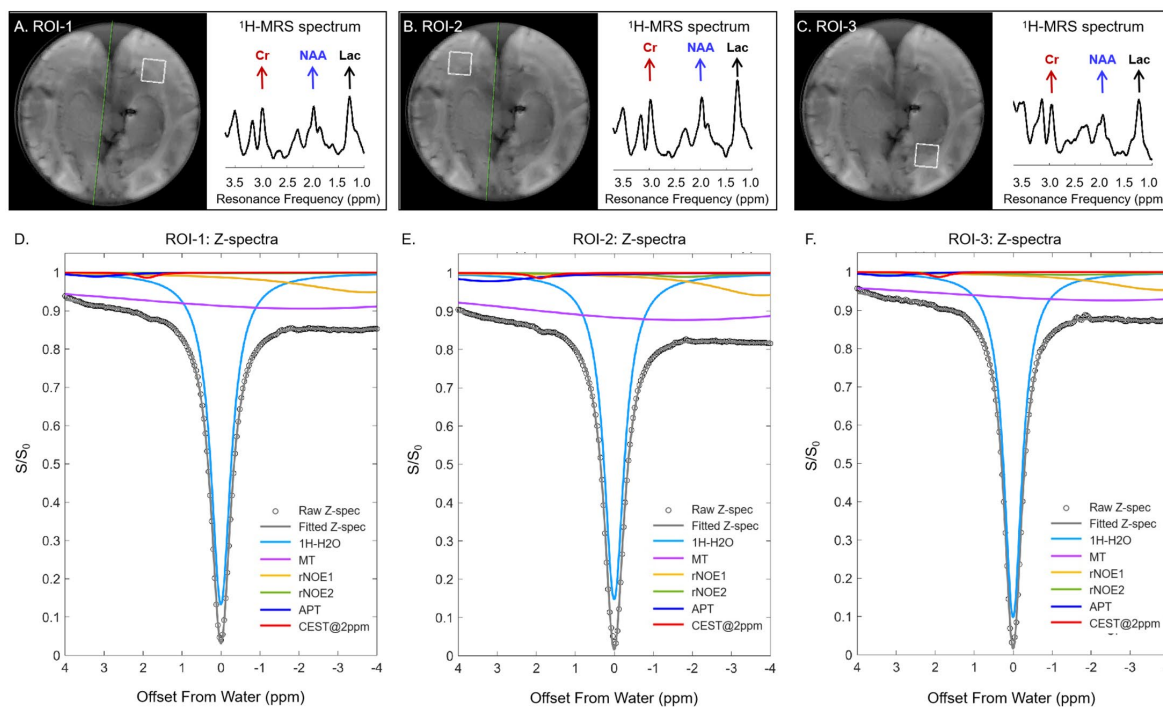 A. ROI-1
¹H-MRS spectrum
Cr
NAA
Lac
3.5 3.0 2.5 2.0 1.5 1.0
Resonance Frequency (ppm)
B. ROI-2
¹H-MRS spectrum
Cr
NAA
Lac
3.5 3.0 2.5 2.0 1.5 1.0
Resonance Frequency (ppm)
C. ROI-3
¹H-MRS spectrum
Cr
NAA
Lac
3.5 3.0 2.5 2.0 1.5 1.0
Resonance Frequency (ppm)
D.
ROI-1: Z-spectra
S/S₀
1
0.9
0.8
0.7
0.6
0.5
0.4
0.3
0.2
0.1
0
Raw Z-spec
Fitted Z-spec
1H-H2O
MT
rNOE1
rNOE2
APT
CEST@2ppm
4 3 2 1 0 -1 -2 -3 -4
Offset From Water (ppm)
E.
ROI-2: Z-spectra
S/S₀
1
0.9
0.8
0.7
0.6
0.5
0.4
0.3
0.2
0.1
0
Raw Z-spec
Fitted Z-spec
1H-H2O
MT
rNOE1
rNOE2
APT
CEST@2ppm
4 3 2 1 0 -1 -2 -3 -4
Offset From Water (ppm)
F.
ROI-3: Z-spectra
S/S₀
1
0.9
0.8
0.7
0.6
0.5
0.4
0.3
0.2
0.1
0
Raw Z-spec
Fitted Z-spec
1H-H2O
MT
rNOE1
rNOE2
APT
CEST@2ppm
4 3 2 1 0 -1 -2 -3 -4
Offset From Water (ppm)